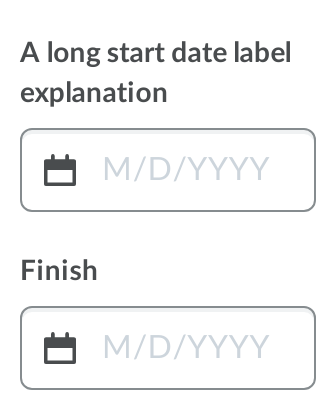 A long start date label
explanation
M/D/YYYY
Finish
M/D/YYYY